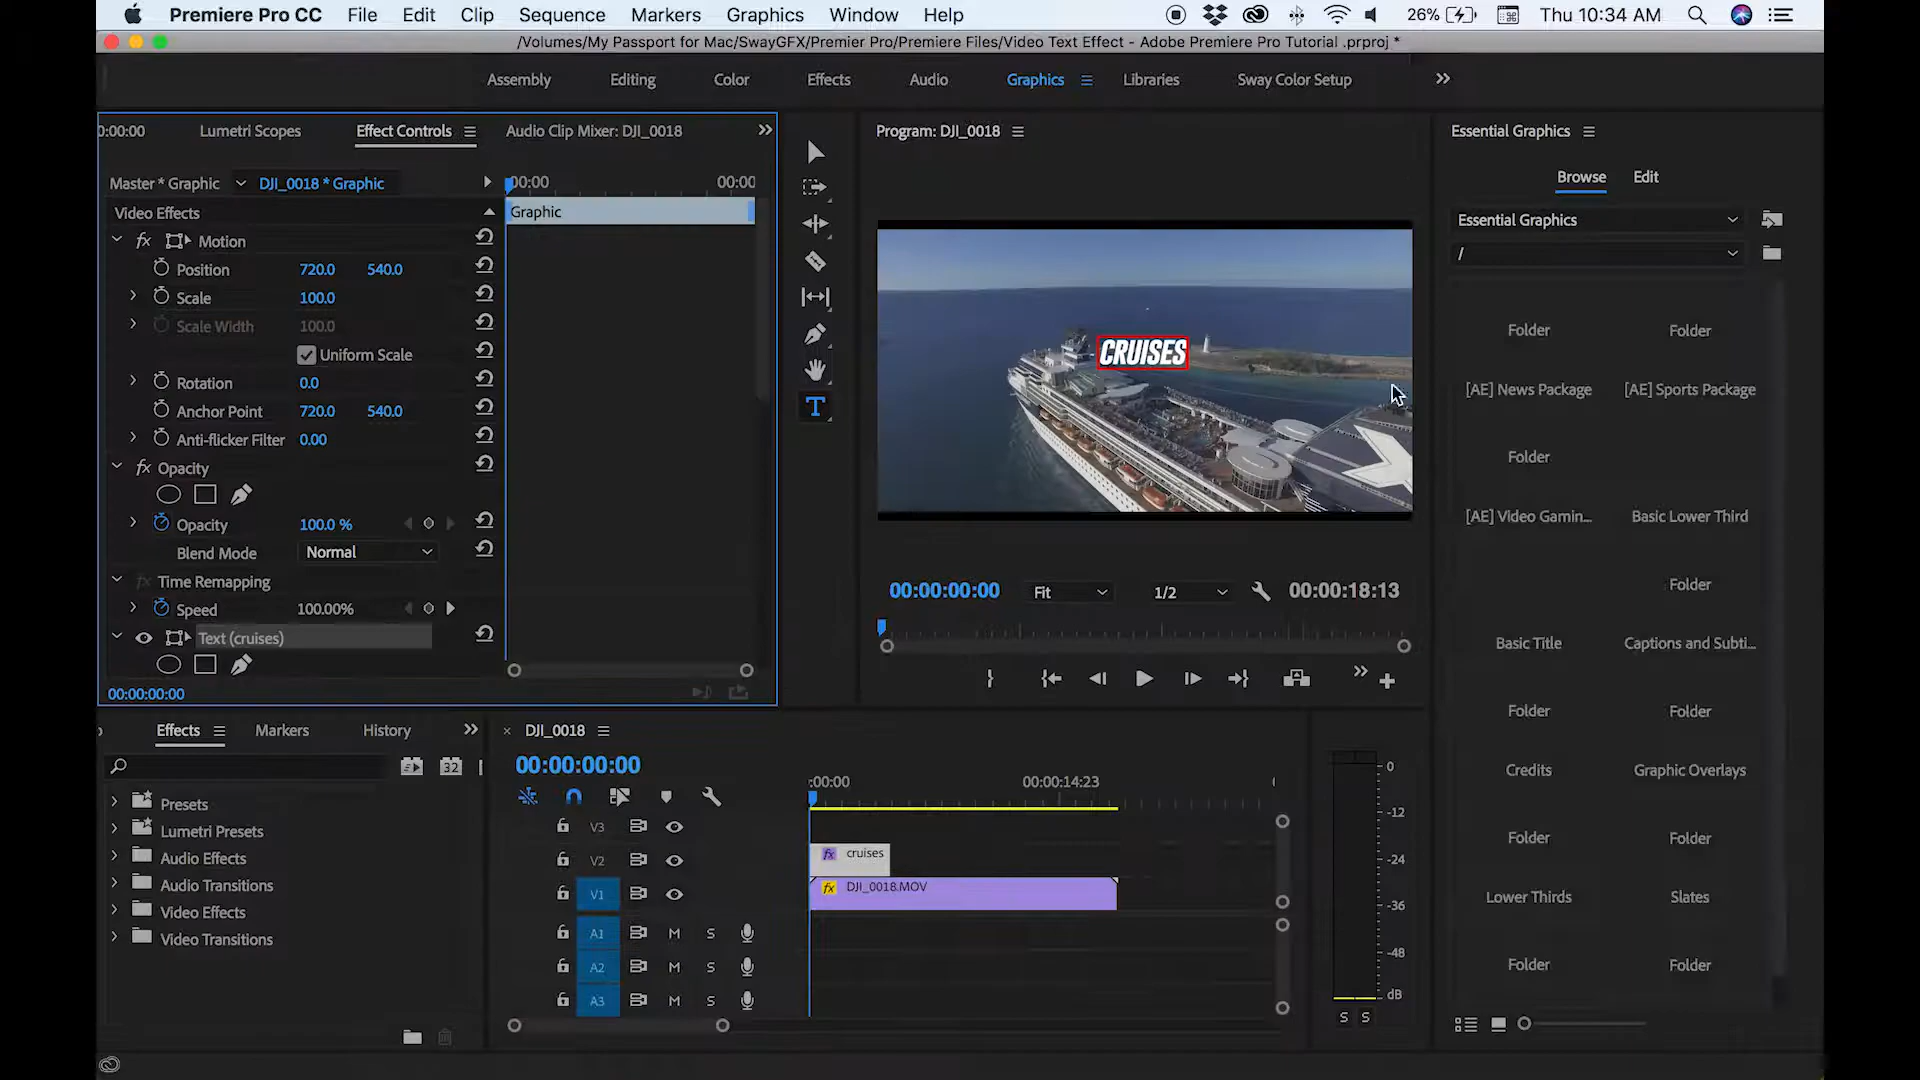 Premiere Pro CC File Edit Clip Sequence Markers Graphics Window Help 26% Thu 10:34 AM
/Volumes/My Passport for Mac/SwayGFX/Premier Pro/Premiere Files/Video Text Effect - Adobe Premiere Pro Tutorial .prproj *
Assembly Editing Color Effects Audio Graphics Libraries Sway Color Setup
0:00:00 Lumetri Scopes Effect Controls Audio Clip Mixer: DJI_0018
Master * Graphic DJI_0018 * Graphic
:00:00 00:00
Video Effects
Graphic
fx Motion
Position 720.0 540.0
Scale 100.0
Scale Width 100.0
Uniform Scale
Rotation 0.0
Anchor Point 720.0 540.0
Anti-flicker Filter 0.00
fx Opacity
Opacity 100.0 %
Blend Mode Normal
fx Time Remapping
Speed 100.00%
Text (cruises)
00:00:00:00
T
Program: DJI_0018
CRUISES
00:00:00:00 Fit 1/2 00:00:18:13
Essential Graphics
Browse Edit
Essential Graphics
/
Folder Folder
[AE] News Package [AE] Sports Package
Folder
[AE] Video Gamin... Basic Lower Third
Folder
Basic Title Captions and Subti...
Folder Folder
Credits Graphic Overlays
Folder Folder
Lower Thirds Slates
Folder Folder
Effects Markers History
32
Presets
Lumetri Presets
Audio Effects
Audio Transitions
Video Effects
Video Transitions
DJI_0018
00:00:00:00
:00:00 00:00:14:23
V3
V2 fx cruises
V1 fx DJI_0018.MOV
A1 M S
A2 M S
A3 M S
0
-12
-24
-36
-48
dB
S S